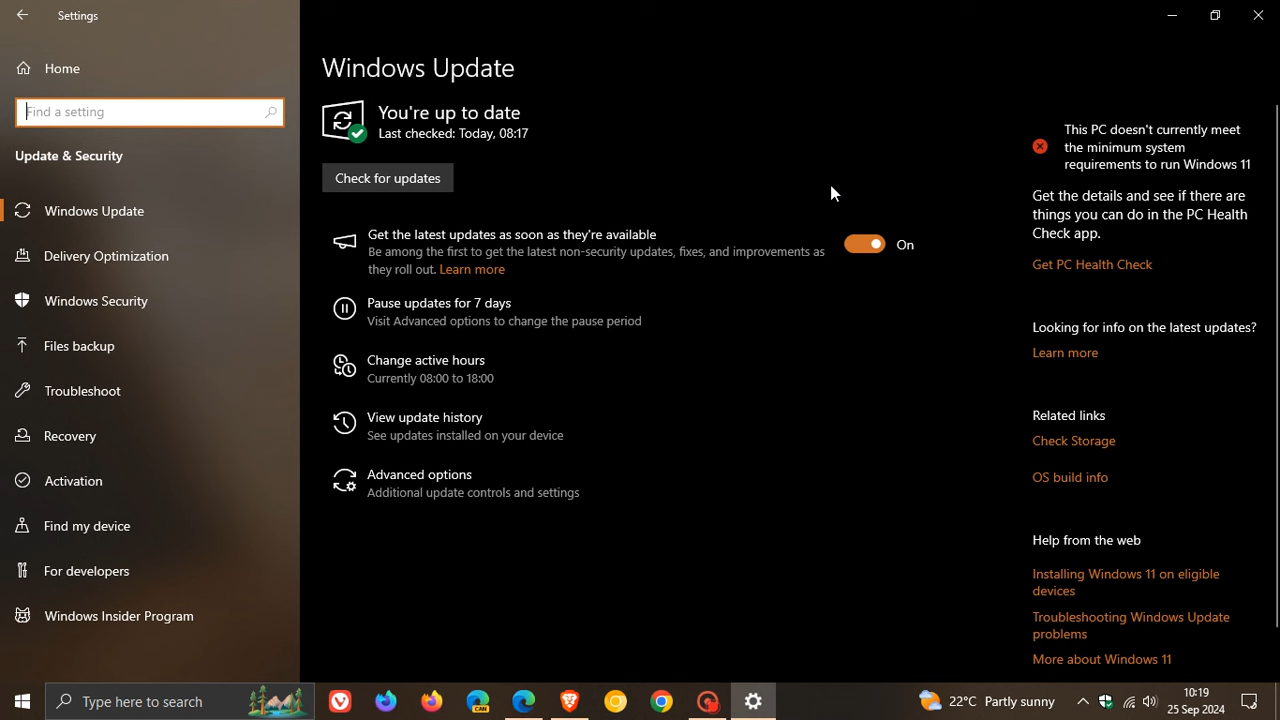 Settings
Home
Find a setting
Update & Security
Windows Update
Delivery Optimization
Windows Security
Files backup
Troubleshoot
Recovery
Activation
Find my device
For developers
Windows Insider Program
Windows Update
You're up to date
Last checked: Today, 08:17
Check for updates
Get the latest updates as soon as they're available
Be among the first to get the latest non-security updates, fixes, and improvements as
they roll out. Learn more
On
Pause updates for 7 days
Visit Advanced options to change the pause period
Change active hours
Currently 08:00 to 18:00
View update history
See updates installed on your device
Advanced options
Additional update controls and settings
This PC doesn't currently meet
the minimum system
requirements to run Windows 11
Get the details and see if there are
things you can do in the PC Health
Check app.
Get PC Health Check
Looking for info on the latest updates?
Learn more
Related links
Check Storage
OS build info
Help from the web
Installing Windows 11 on eligible
devices
Troubleshooting Windows Update
problems
More about Windows 11
Type here to search
CAN
22°C Partly sunny
10:19
25 Sep 2024